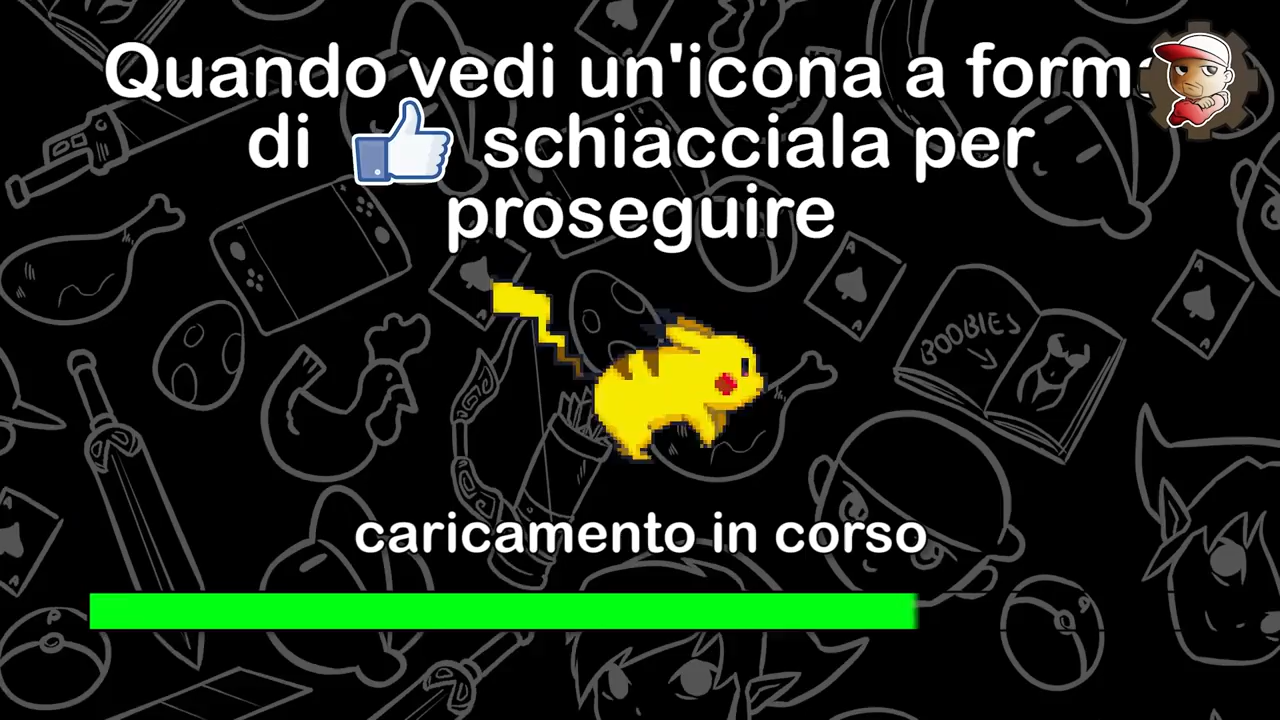 Quando vedi un'icona a forma
di schiacciala per
proseguire
BOOBIES
caricamento in corso